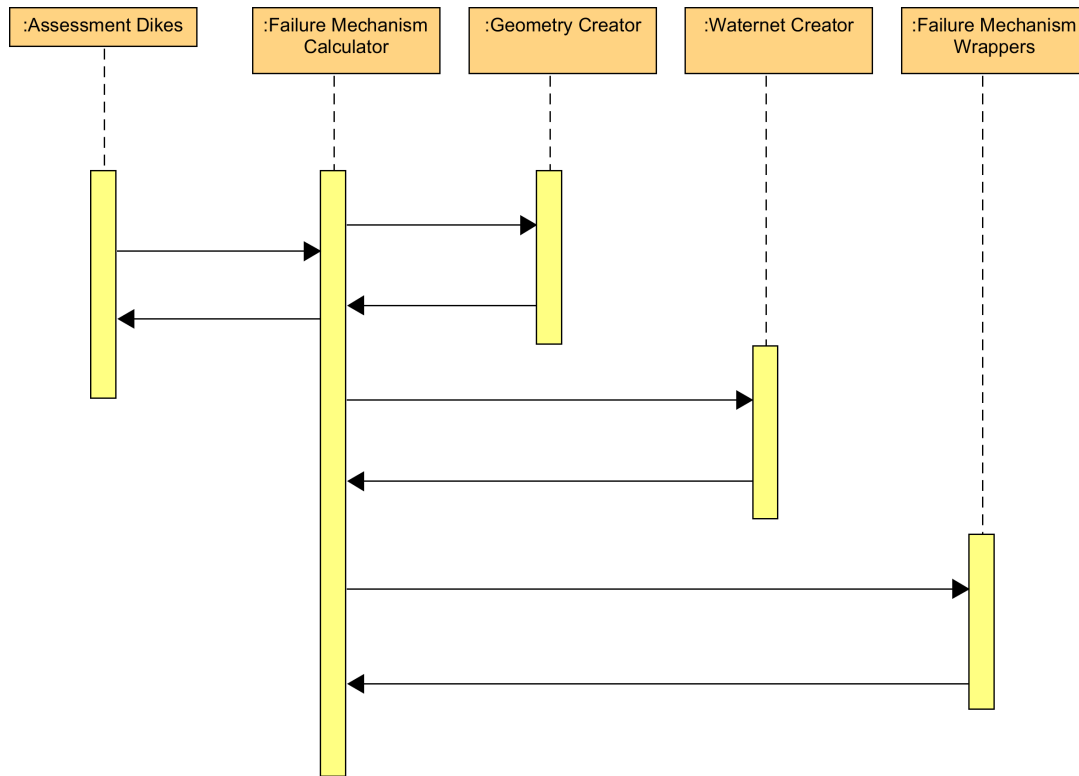 :Assessment Dikes
:Failure Mechanism
Calculator
:Geometry Creator
:Waternet Creator
:Failure Mechanism
Wrappers